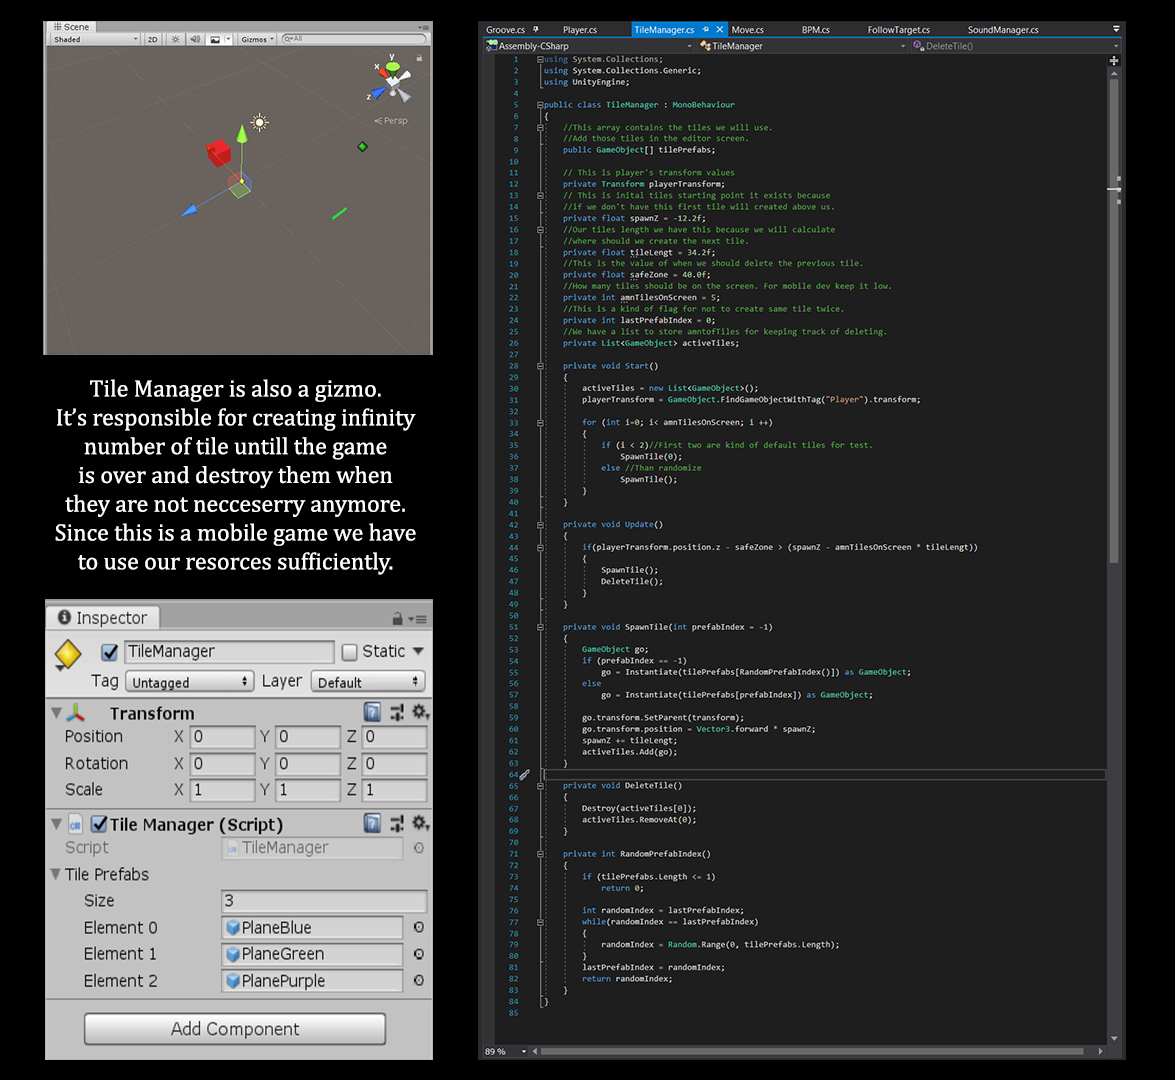 Scene
Shaded 2D Gizmos All
y
x
z
Persp
Tile Manager is also a gizmo.
It's responsible for creating infinity
number of tile untill the game
is over and destroy them when
they are not necceserry anymore.
Since this is a mobile game we have
to use our resorces sufficiently.
Inspector
TileManager Static
Tag Untagged Layer Default
Transform
Position X 0 Y 0 Z 0
Rotation X 0 Y 0 Z 0
Scale X 1 Y 1 Z 1
Tile Manager (Script)
Script TileManager
Tile Prefabs
Size 3
Element 0 PlaneBlue
Element 1 PlaneGreen
Element 2 PlanePurple
Add Component
Groove.cs Player.cs TileManager.cs Move.cs BPM.cs FollowTarget.cs SoundManager.cs
Assembly-CSharp TileManager DeleteTile()
1 using System.Collections;
2 using System.Collections.Generic;
3 using UnityEngine;
4
5 public class TileManager : MonoBehaviour
6 {
7 //This array contains the tiles we will use.
8 //Add those tiles in the editor screen.
9 public GameObject[] tilePrefabs;
10
11 // This is player's transform values
12 private Transform playerTransform;
13 // This is inital tiles starting point it exists because
14 //if we don't have this first tile will created above us.
15 private float spawnZ = -12.2f;
16 //Our tiles length we have this because we will calculate
17 //where should we create the next tile.
18 private float tileLengt = 34.2f;
19 //This is the value of when we should delete the previous tile.
20 private float safeZone = 40.0f;
21 //How many tiles should be on the screen. For mobile dev keep it low.
22 private int amnTilesOnScreen = 5;
23 //This is a kind of flag for not to create same tile twice.
24 private int lastPrefabIndex = 0;
25 //We have a list to store amntofTiles for keeping track of deleting.
26 private List<GameObject> activeTiles;
27
28 private void Start()
29 {
30 activeTiles = new List<GameObject>();
31 playerTransform = GameObject.FindGameObjectWithTag("Player").transform;
32
33 for (int i=0; i< amnTilesOnScreen; i ++)
34 {
35 if (i < 2)//First two are kind of default tiles for test.
36 SpawnTile(0);
37 else //Than randomize
38 SpawnTile();
39 }
40 }
41
42 private void Update()
43 {
44 if(playerTransform.position.z - safeZone > (spawnZ - amnTilesOnScreen * tileLengt))
45 {
46 SpawnTile();
47 DeleteTile();
48 }
49 }
50
51 private void SpawnTile(int prefabIndex = -1)
52 {
53 GameObject go;
54 if (prefabIndex == -1)
55 go = Instantiate(tilePrefabs[RandomPrefabIndex()]) as GameObject;
56 else
57 go = Instantiate(tilePrefabs[prefabIndex]) as GameObject;
58
59 go.transform.SetParent(transform);
60 go.transform.position = Vector3.forward * spawnZ;
61 spawnZ += tileLengt;
62 activeTiles.Add(go);
63 }
64
65 private void DeleteTile()
66 {
67 Destroy(activeTiles[0]);
68 activeTiles.RemoveAt(0);
69 }
70
71 private int RandomPrefabIndex()
72 {
73 if (tilePrefabs.Length <= 1)
74 return 0;
75
76 int randomIndex = lastPrefabIndex;
77 while(randomIndex == lastPrefabIndex)
78 {
79 randomIndex = Random.Range(0, tilePrefabs.Length);
80 }
81 lastPrefabIndex = randomIndex;
82 return randomIndex;
83 }
84 }
85
89 %